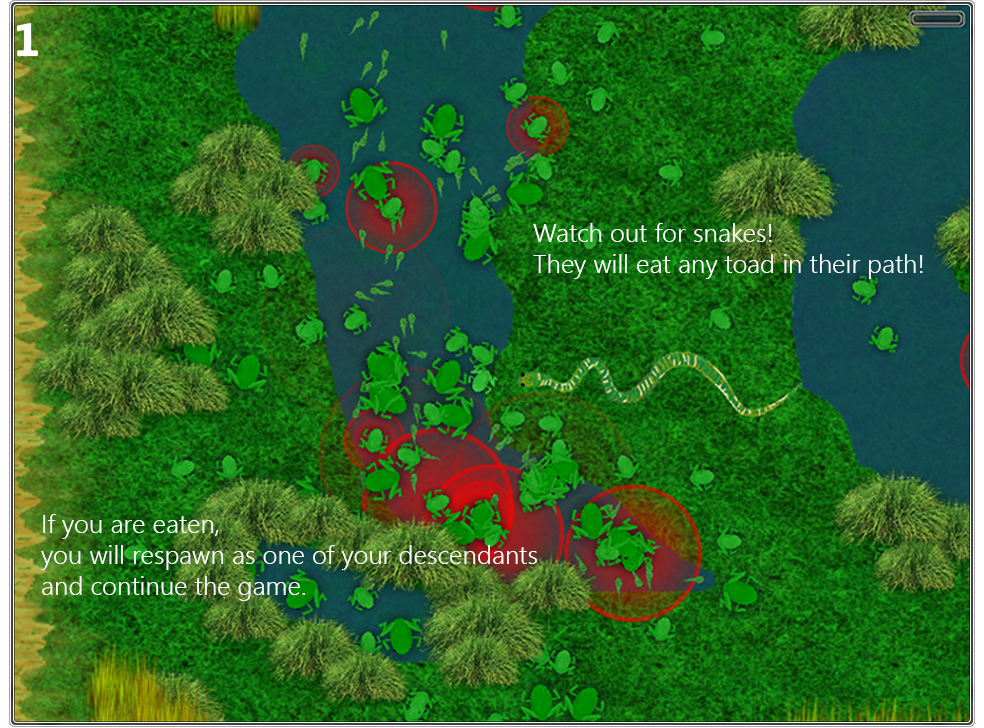 1
Watch out for snakes!
They will eat any toad in their path!
If you are eaten,
you will respawn as one of your descendants
and continue the game.